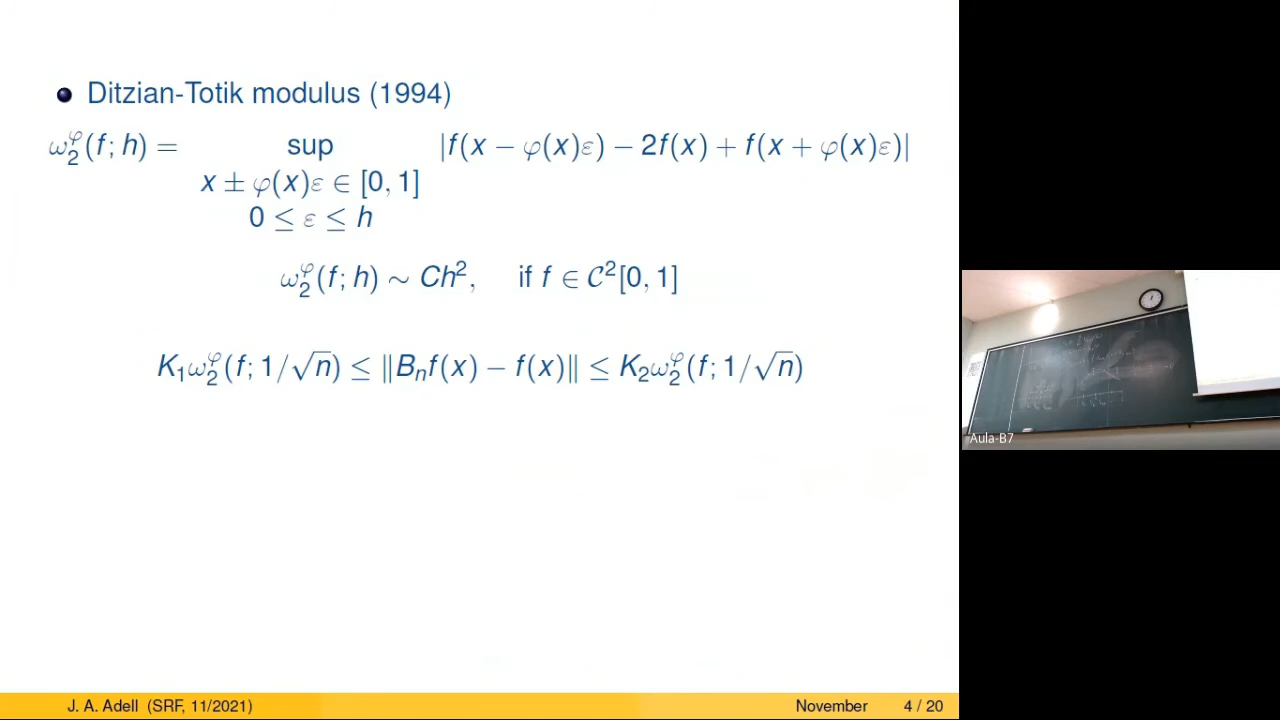 Ditzian-Totik modulus (1994)
ω₂^φ(f; h) = sup |f(x − φ(x)ε) − 2f(x) + f(x + φ(x)ε)|
x ± φ(x)ε ∈ [0, 1]
0 ≤ ε ≤ h
ω₂^φ(f; h) ∼ Ch², if f ∈ C²[0, 1]
K₁ω₂^φ(f; 1/√n) ≤ ‖Bₙf(x) − f(x)‖ ≤ K₂ω₂^φ(f; 1/√n)
Aula-B7
J. A. Adell (SRF, 11/2021) November 4 / 20